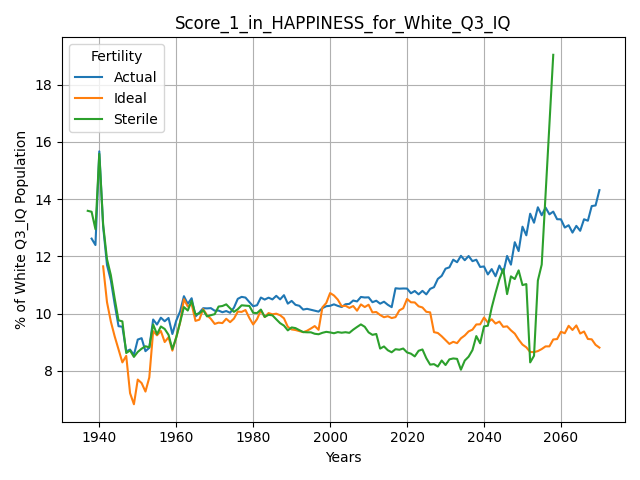 Score_1_in_HAPPINESS_for_White_Q3_IQ
Fertility
Actual
Ideal
Sterile
% of White Q3_IQ Population
18
16
14
12
10
8
1940 1960 1980 2000 2020 2040 2060
Years